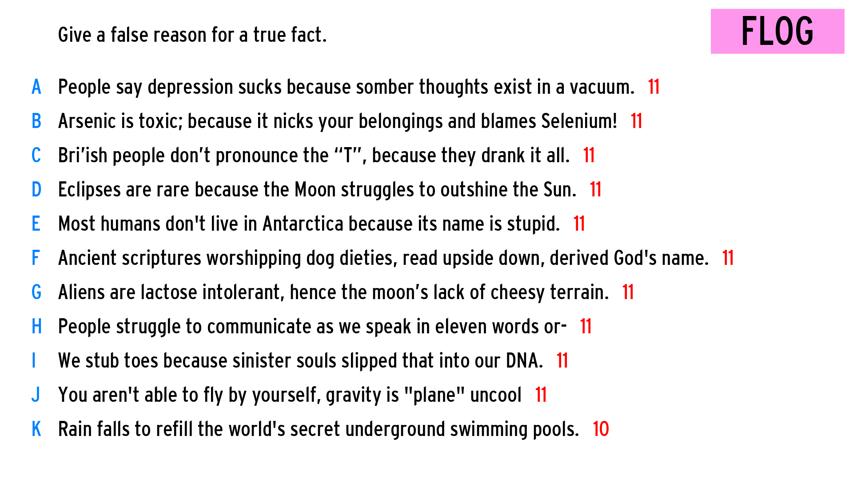 Give a false reason for a true fact.
FLOG
A People say depression sucks because somber thoughts exist in a vacuum. 11
B Arsenic is toxic; because it nicks your belongings and blames Selenium! 11
C Bri’ish people don’t pronounce the “T”, because they drank it all. 11
D Eclipses are rare because the Moon struggles to outshine the Sun. 11
E Most humans don't live in Antarctica because its name is stupid. 11
F Ancient scriptures worshipping dog dieties, read upside down, derived God's name. 11
G Aliens are lactose intolerant, hence the moon’s lack of cheesy terrain. 11
H People struggle to communicate as we speak in eleven words or- 11
I We stub toes because sinister souls slipped that into our DNA. 11
J You aren't able to fly by yourself, gravity is "plane" uncool 11
K Rain falls to refill the world's secret underground swimming pools. 10